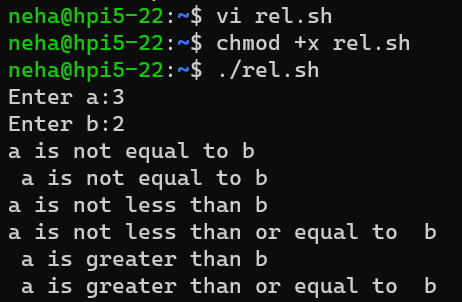 neha@hpi5-22:~$ vi rel.sh
neha@hpi5-22:~$ chmod +x rel.sh
neha@hpi5-22:~$ ./rel.sh
Enter a:3
Enter b:2
a is not equal to b
 a is not equal to b
a is not less than b
a is not less than or equal to  b
 a is greater than b
 a is greater than or equal to  b